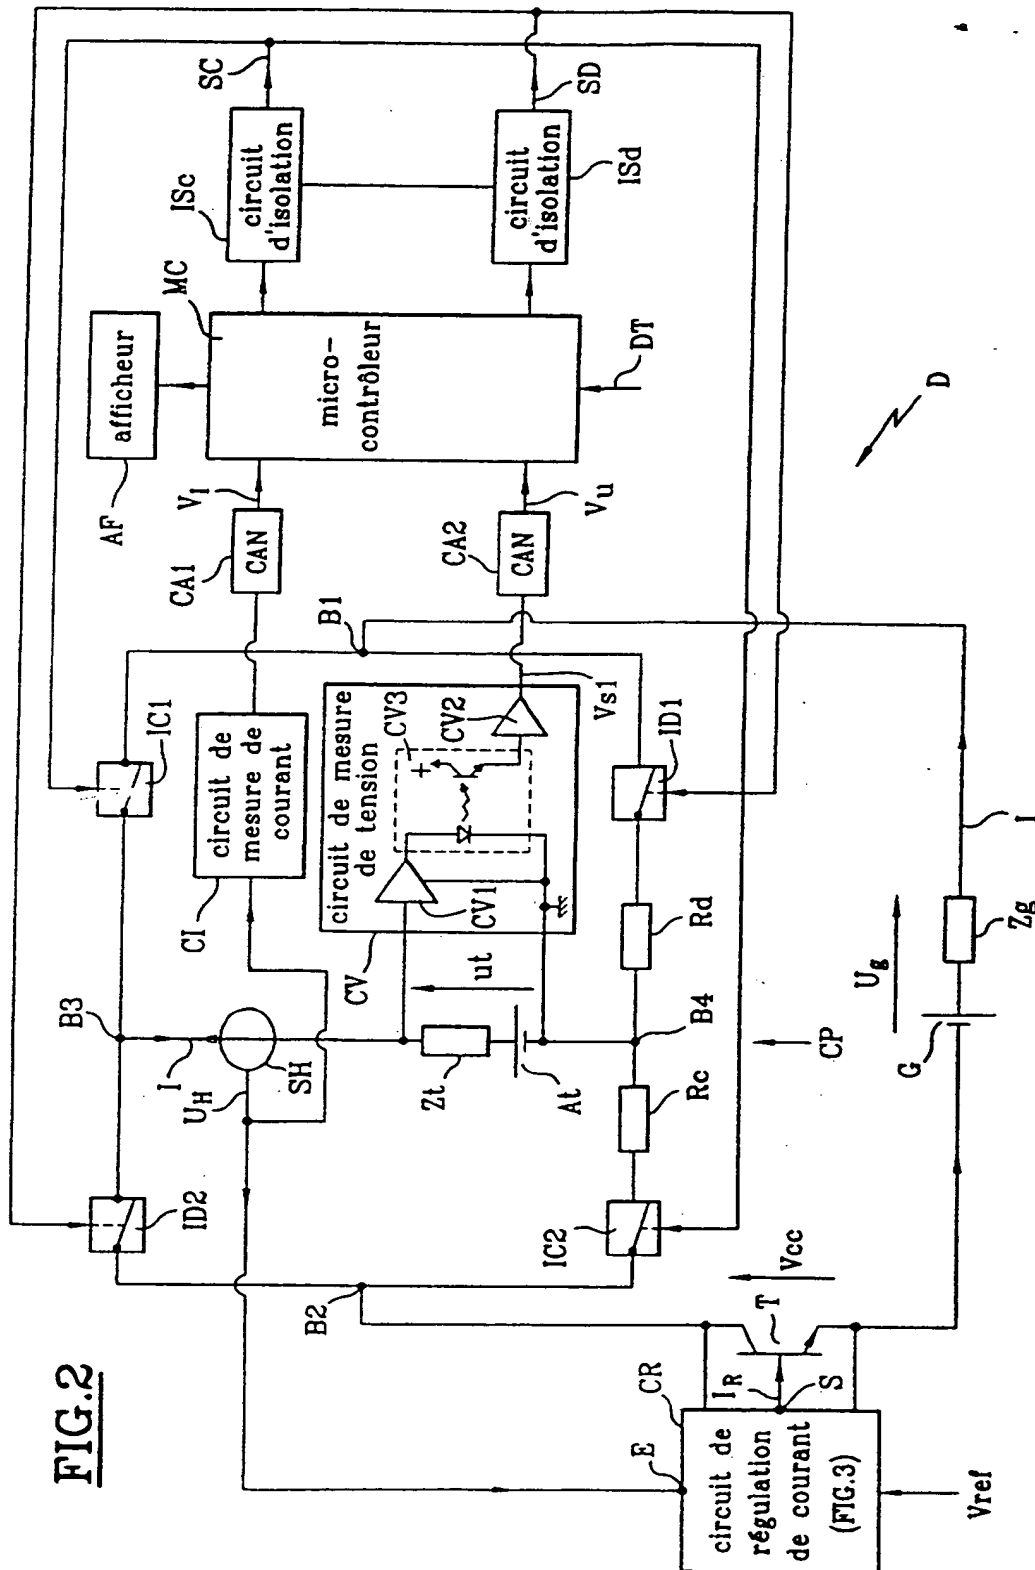 FIG.2
ID2
B3
IC1
B1
AF
afficheur
MC
ISc
SC
circuit
d'isolation
SD
circuit
d'isolation
ISd
micro-
contrôleur
DT
CA1
CAN
V1
CA2
CAN
Vu
CI
circuit de
mesure de
courant
I
UH
SH
circuit de mesure
de tension
CV
CV1
CV3
+
CV2
Vs1
ut
Zt
At
B2
IC2
Rc
B4
Rd
ID1
CP
D
E
CR
circuit de
régulation
de courant
(FIG.3)
IR
S
T
Vcc
Vref
G
Ug
Zg
I